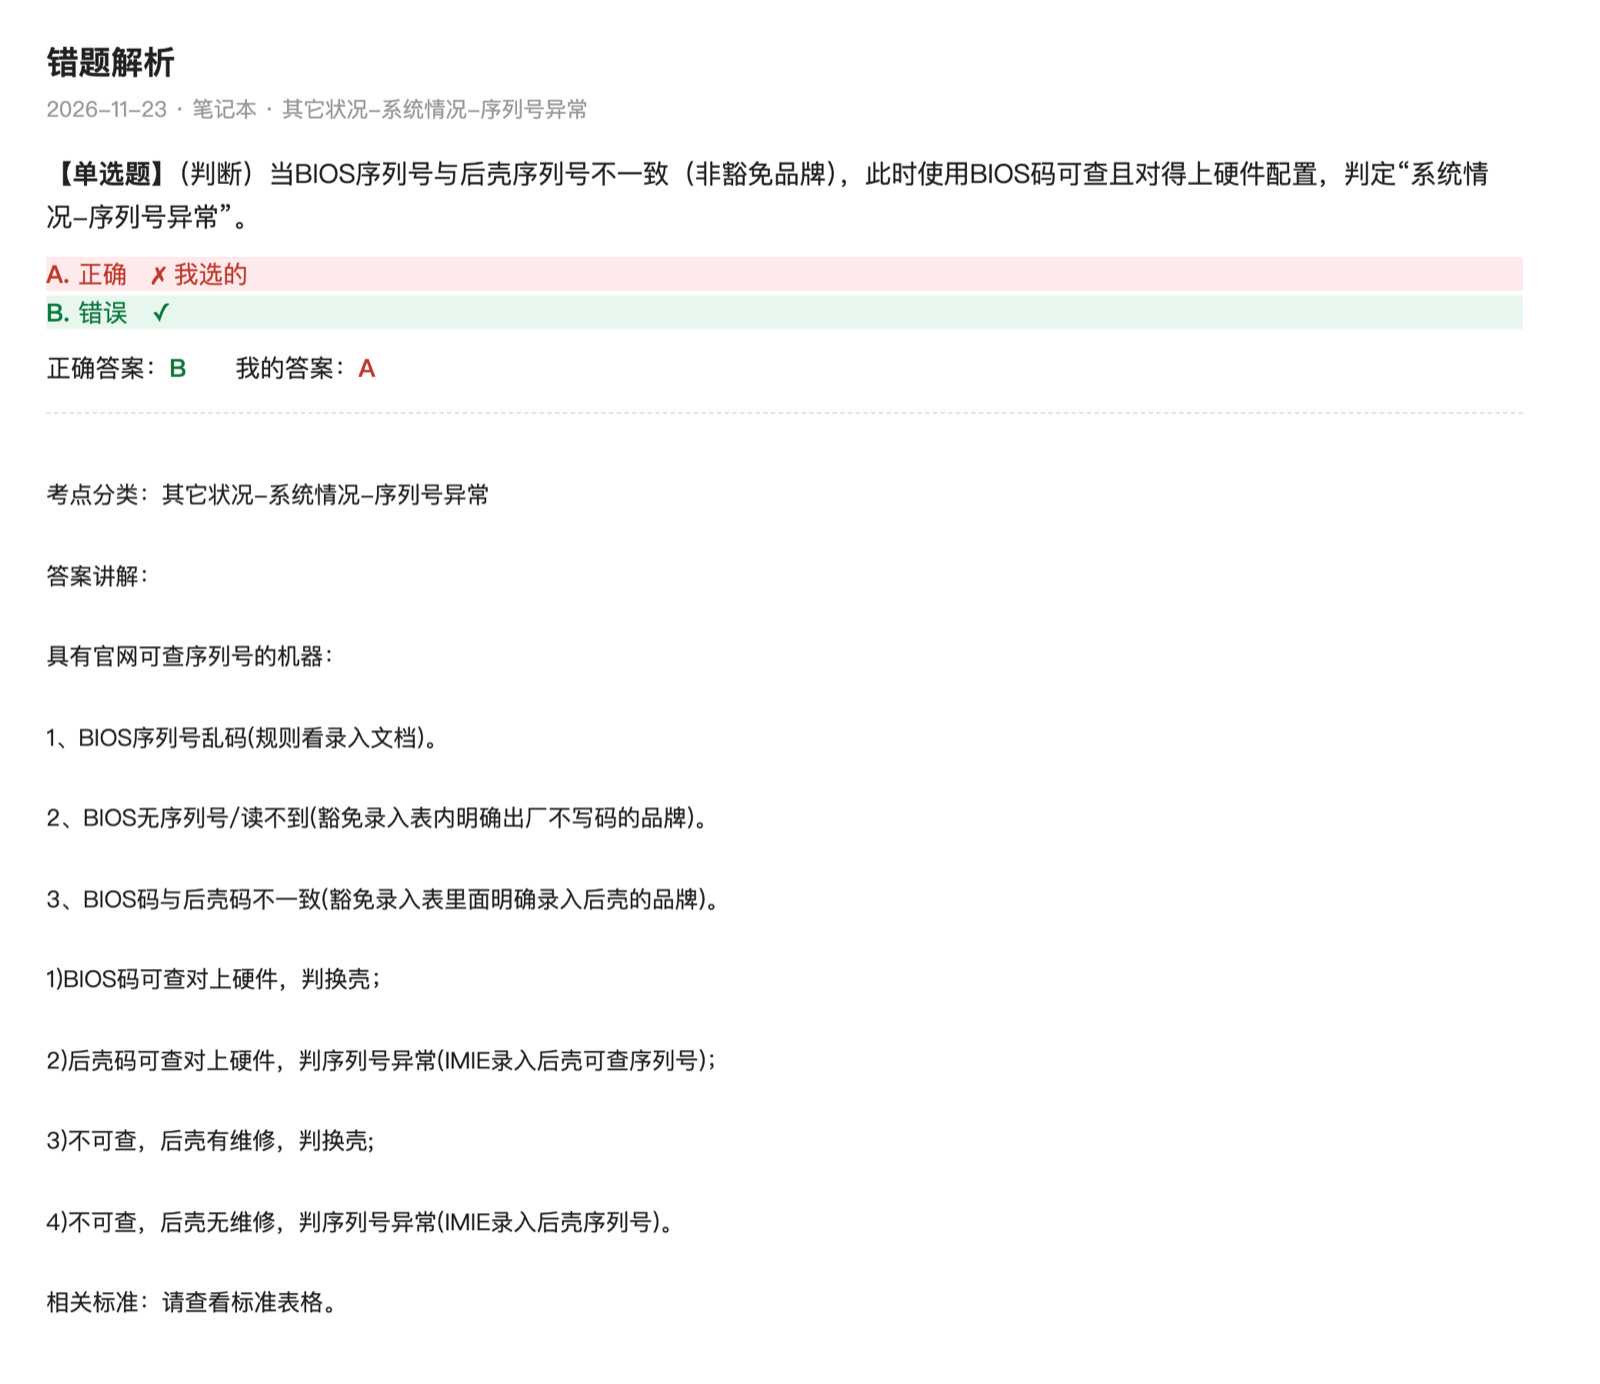 错题解析
2026-11-23 · 笔记本 · 其它状况-系统情况-序列号异常
【单选题】（判断）当BIOS序列号与后壳序列号不一致（非豁免品牌），此时使用BIOS码可查且对得上硬件配置，判定“系统情
况-序列号异常”。
A. 正确 ✗ 我选的
B. 错误 ✓
正确答案：B 我的答案：A
考点分类：其它状况-系统情况-序列号异常
答案讲解：
具有官网可查序列号的机器：
1、BIOS序列号乱码(规则看录入文档)。
2、BIOS无序列号/读不到(豁免录入表内明确出厂不写码的品牌)。
3、BIOS码与后壳码不一致(豁免录入表里面明确录入后壳的品牌)。
1)BIOS码可查对上硬件，判换壳；
2)后壳码可查对上硬件，判序列号异常(IMIE录入后壳可查序列号)；
3)不可查，后壳有维修，判换壳;
4)不可查，后壳无维修，判序列号异常(IMIE录入后壳序列号)。
相关标准：请查看标准表格。